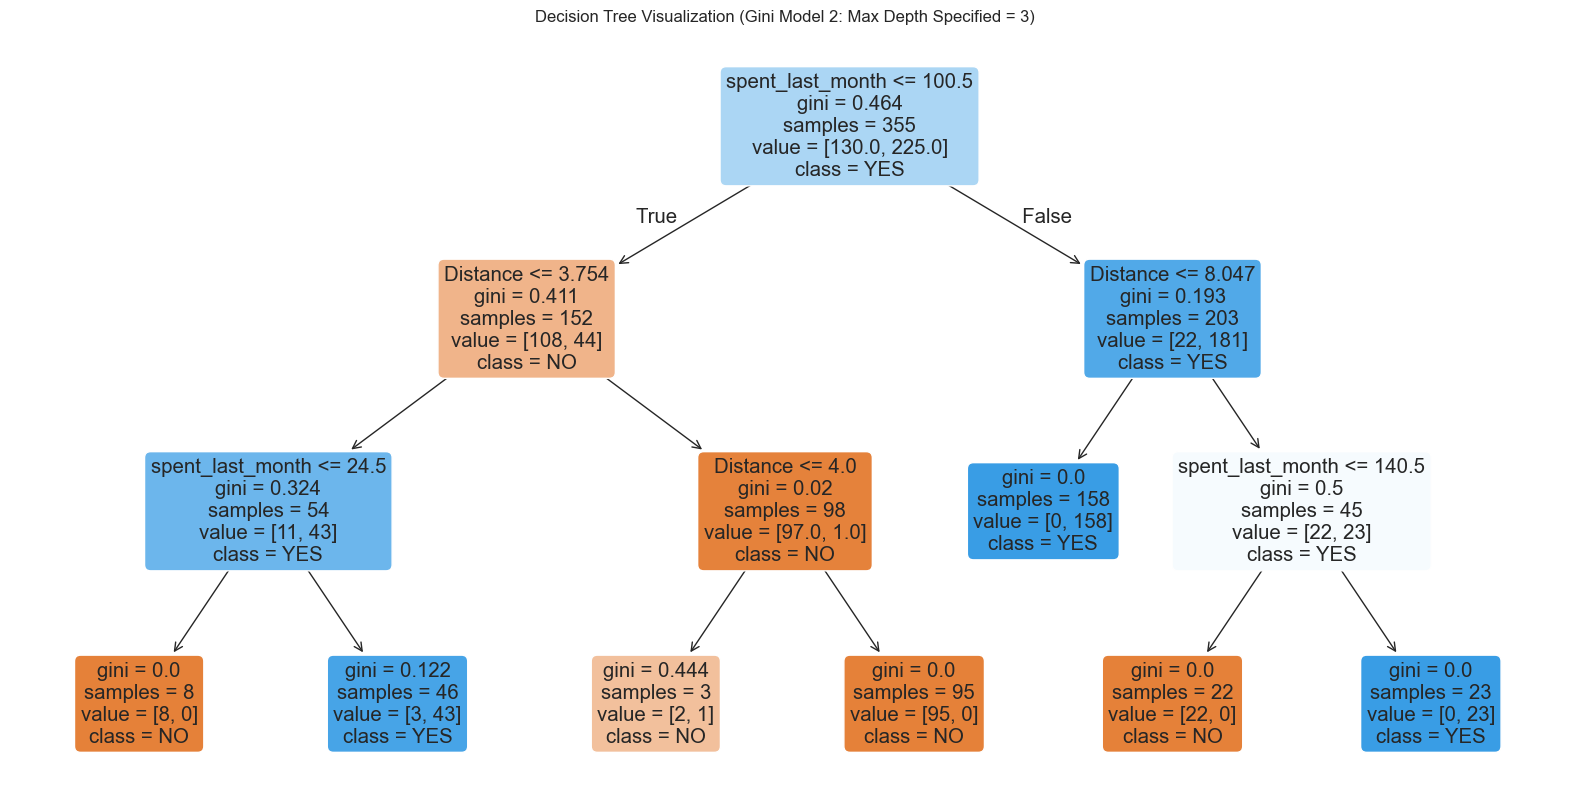 Decision Tree Visualization (Gini Model 2: Max Depth Specified = 3)
spent_last_month <= 100.5
gini = 0.464
samples = 355
value = [130.0, 225.0]
class = YES
True
False
Distance <= 3.754
gini = 0.411
samples = 152
value = [108, 44]
class = NO
Distance <= 8.047
gini = 0.193
samples = 203
value = [22, 181]
class = YES
spent_last_month <= 24.5
gini = 0.324
samples = 54
value = [11, 43]
class = YES
Distance <= 4.0
gini = 0.02
samples = 98
value = [97.0, 1.0]
class = NO
gini = 0.0
samples = 158
value = [0, 158]
class = YES
spent_last_month <= 140.5
gini = 0.5
samples = 45
value = [22, 23]
class = YES
gini = 0.0
samples = 8
value = [8, 0]
class = NO
gini = 0.122
samples = 46
value = [3, 43]
class = YES
gini = 0.444
samples = 3
value = [2, 1]
class = NO
gini = 0.0
samples = 95
value = [95, 0]
class = NO
gini = 0.0
samples = 22
value = [22, 0]
class = NO
gini = 0.0
samples = 23
value = [0, 23]
class = YES